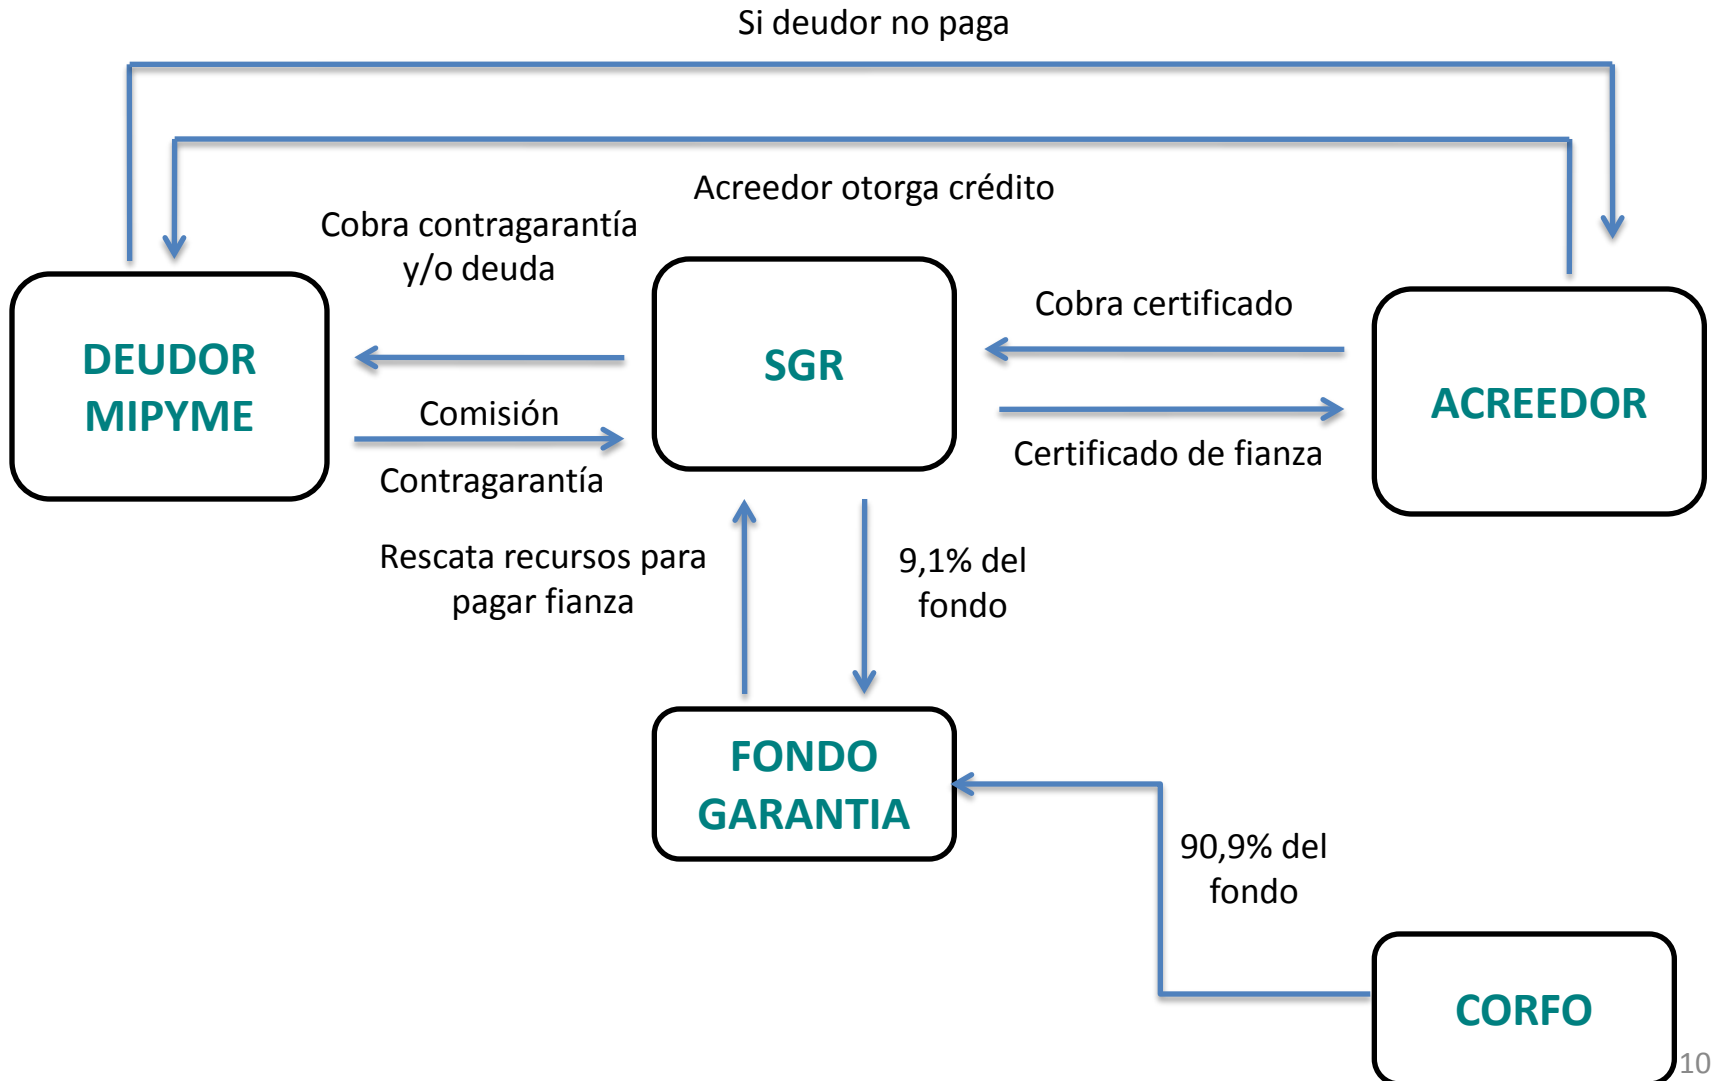 Si deudor no paga
Acreedor otorga crédito
Cobra contragarantía
y/o deuda
DEUDOR
MIPYME
SGR
Cobra certificado
ACREEDOR
Comisión
Contragarantía
Certificado de fianza
Rescata recursos para
pagar fianza
9,1% del
fondo
FONDO
GARANTIA
90,9% del
fondo
CORFO
10